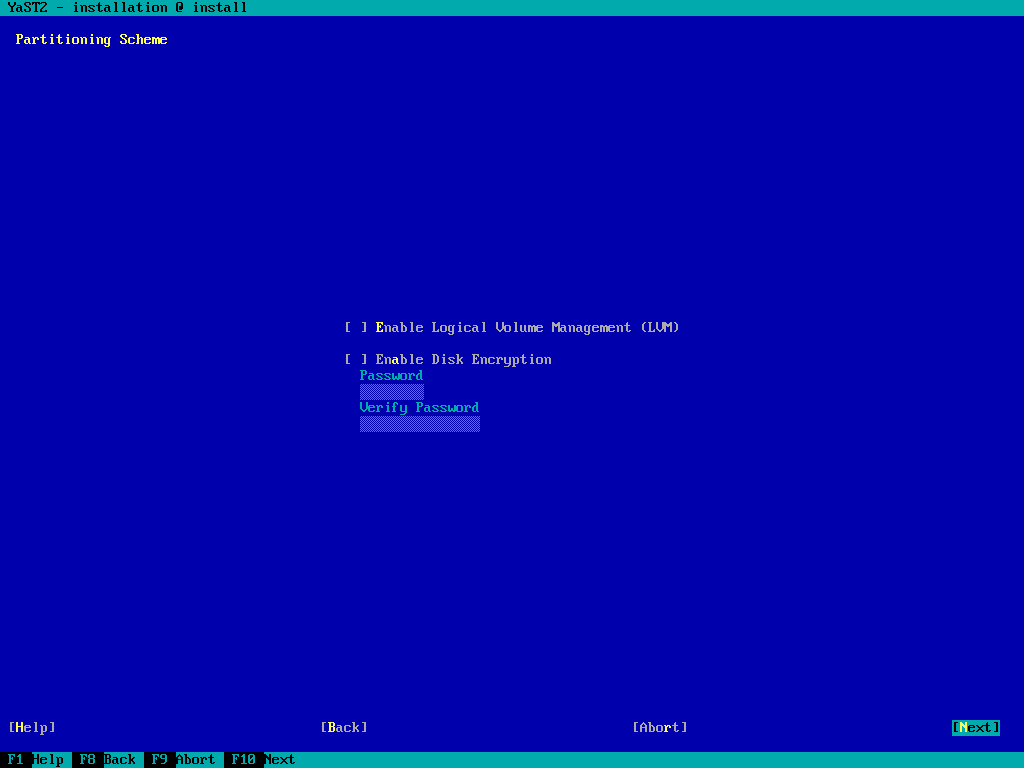 YaST2 - installation @ install
Partitioning Scheme
[ ] Enable Logical Volume Management (LVM)
[ ] Enable Disk Encryption
Password
Verify Password
[Help] [Back] [Abort] [Next]
F1 Help F8 Back F9 Abort F10 Next